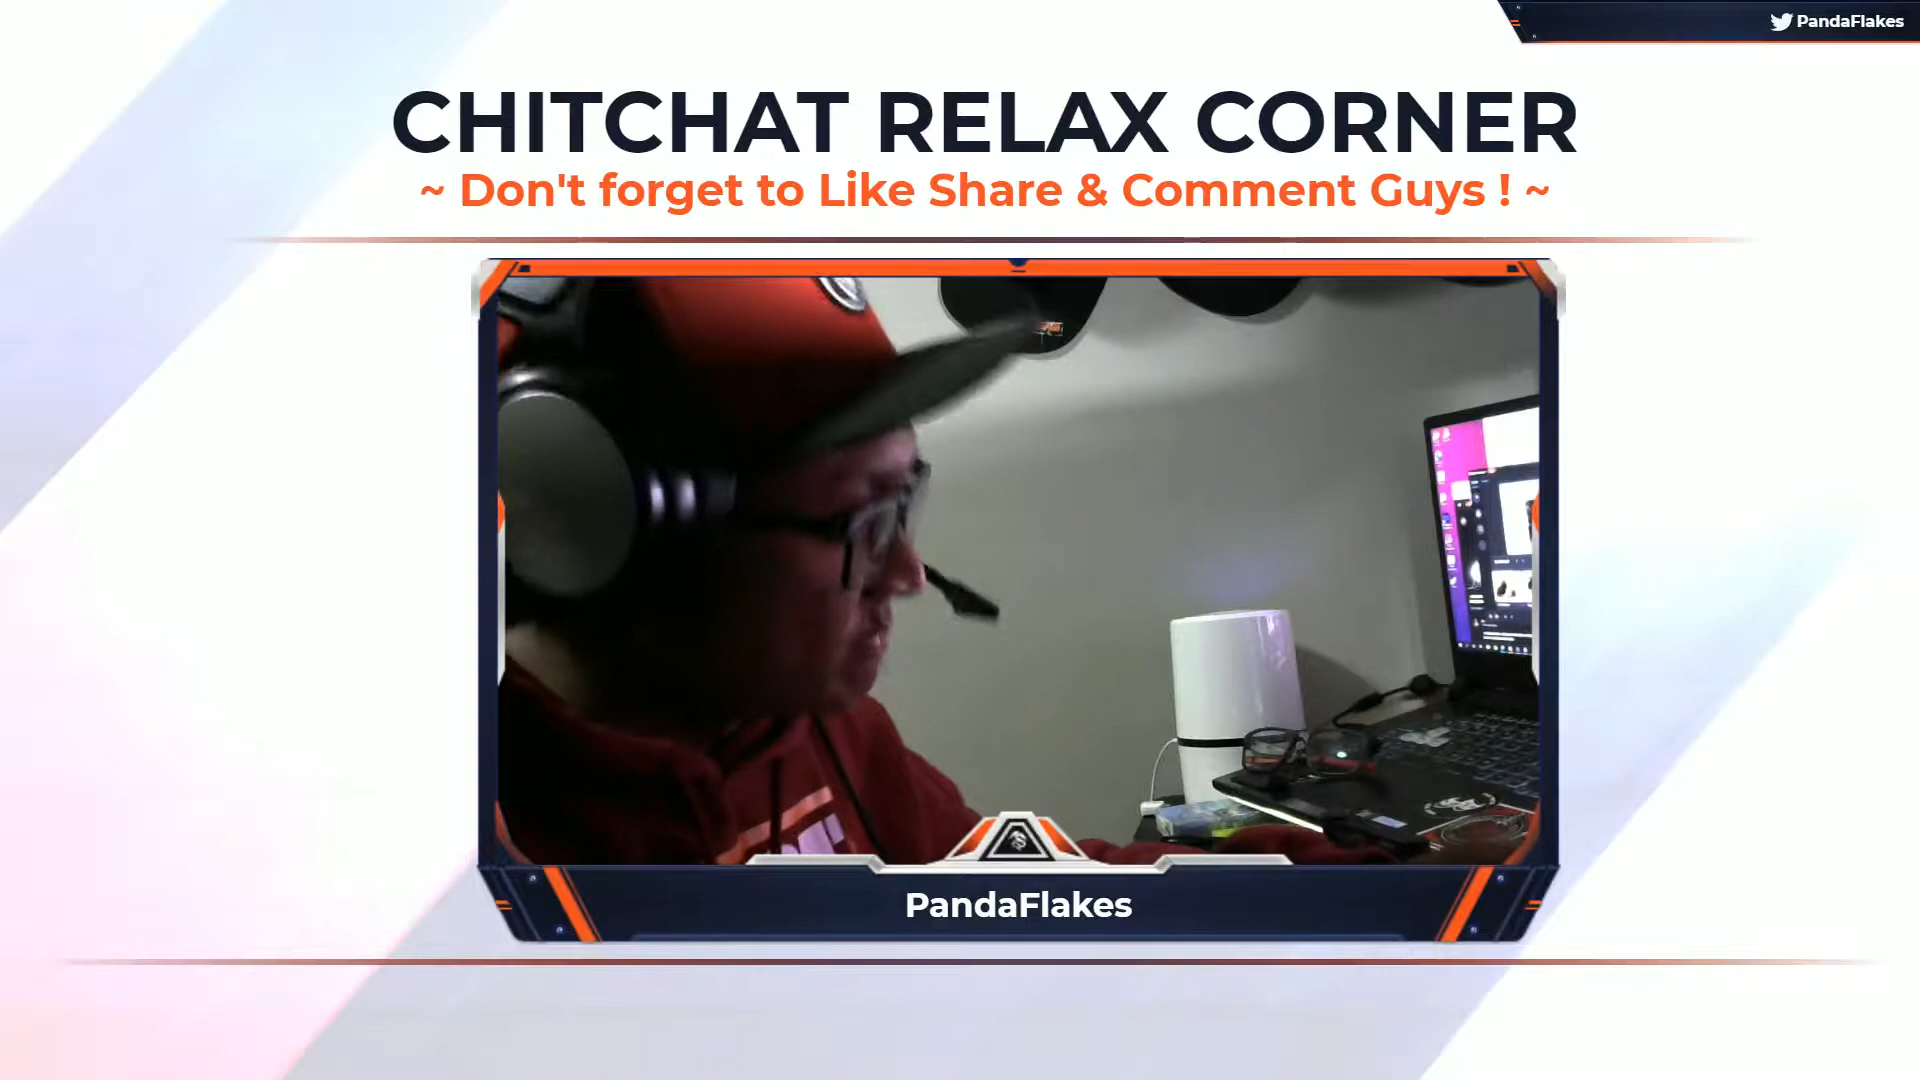 PandaFlakes
CHITCHAT RELAX CORNER
~ Don't forget to Like Share & Comment Guys ! ~
PandaFlakes